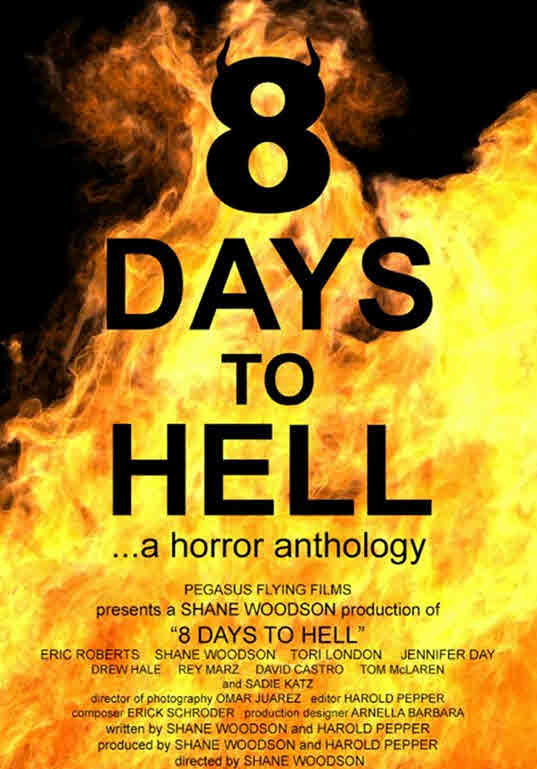 8
DAYS
TO
HELL
...a horror anthology
PEGASUS FLYING FILMS
presents a SHANE WOODSON production of
“8 DAYS TO HELL”
ERIC ROBERTS SHANE WOODSON TORI LONDON JENNIFER DAY
DREW HALE REY MARZ DAVID CASTRO TOM McLAREN
and SADIE KATZ
director of photography OMAR JUAREZ editor HAROLD PEPPER
composer ERICK SCHRODER production designer ARNELLA BARBARA
written by SHANE WOODSON and HAROLD PEPPER
produced by SHANE WOODSON and HAROLD PEPPER
directed by SHANE WOODSON